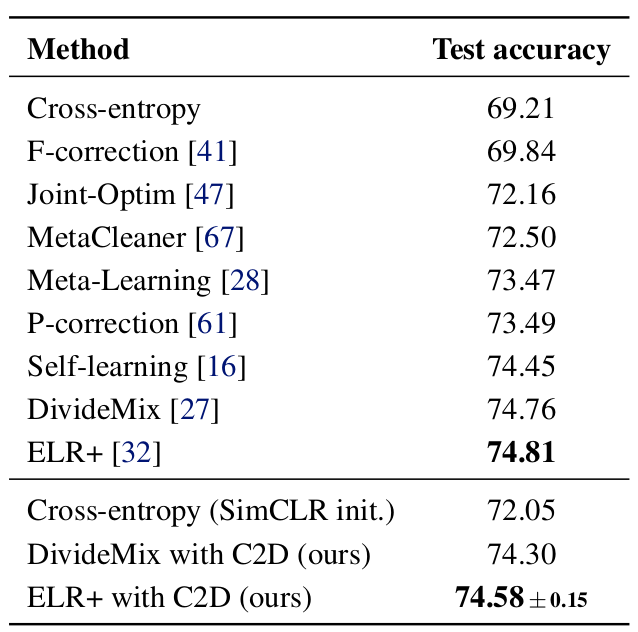 Method Test accuracy
Cross-entropy 69.21
F-correction [41] 69.84
Joint-Optim [47] 72.16
MetaCleaner [67] 72.50
Meta-Learning [28] 73.47
P-correction [61] 73.49
Self-learning [16] 74.45
DivideMix [27] 74.76
ELR+ [32] 74.81
Cross-entropy (SimCLR init.) 72.05
DivideMix with C2D (ours) 74.30
ELR+ with C2D (ours) 74.58 ± 0.15